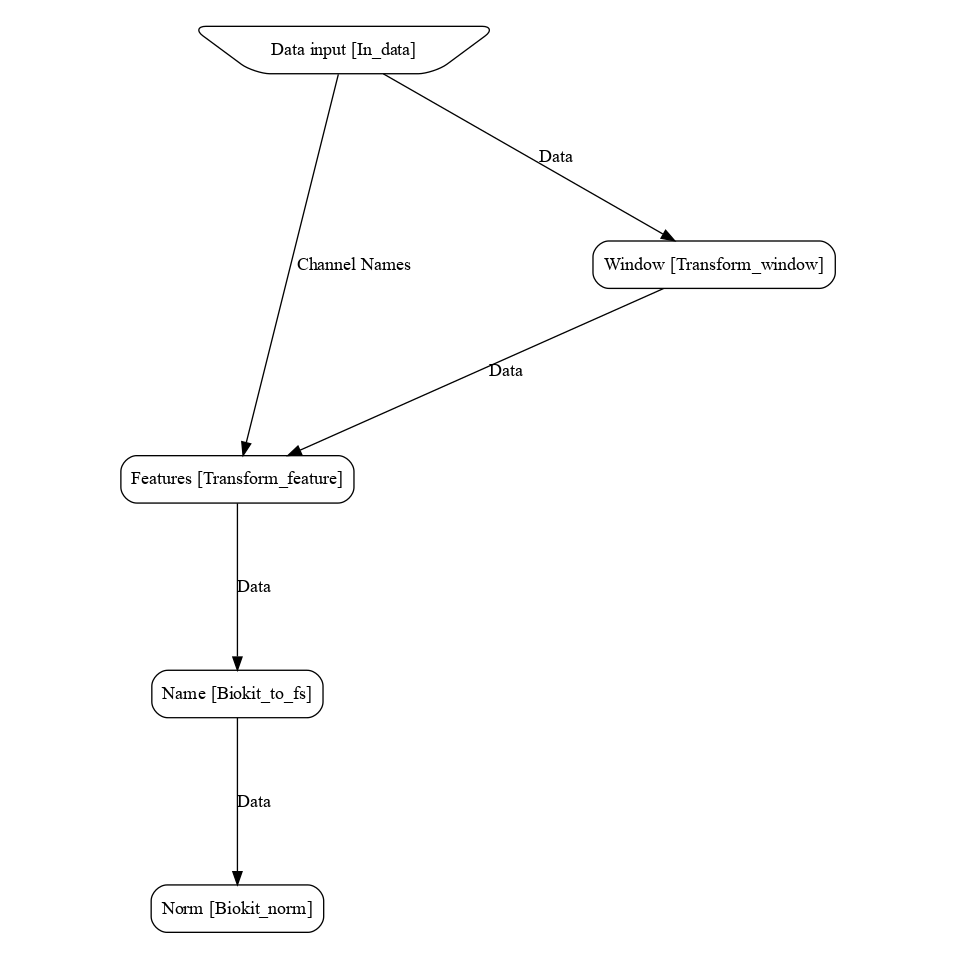 Data input [In_data]
Data
Channel Names
Window [Transform_window]
Data
Features [Transform_feature]
Data
Name [Biokit_to_fs]
Data
Norm [Biokit_norm]